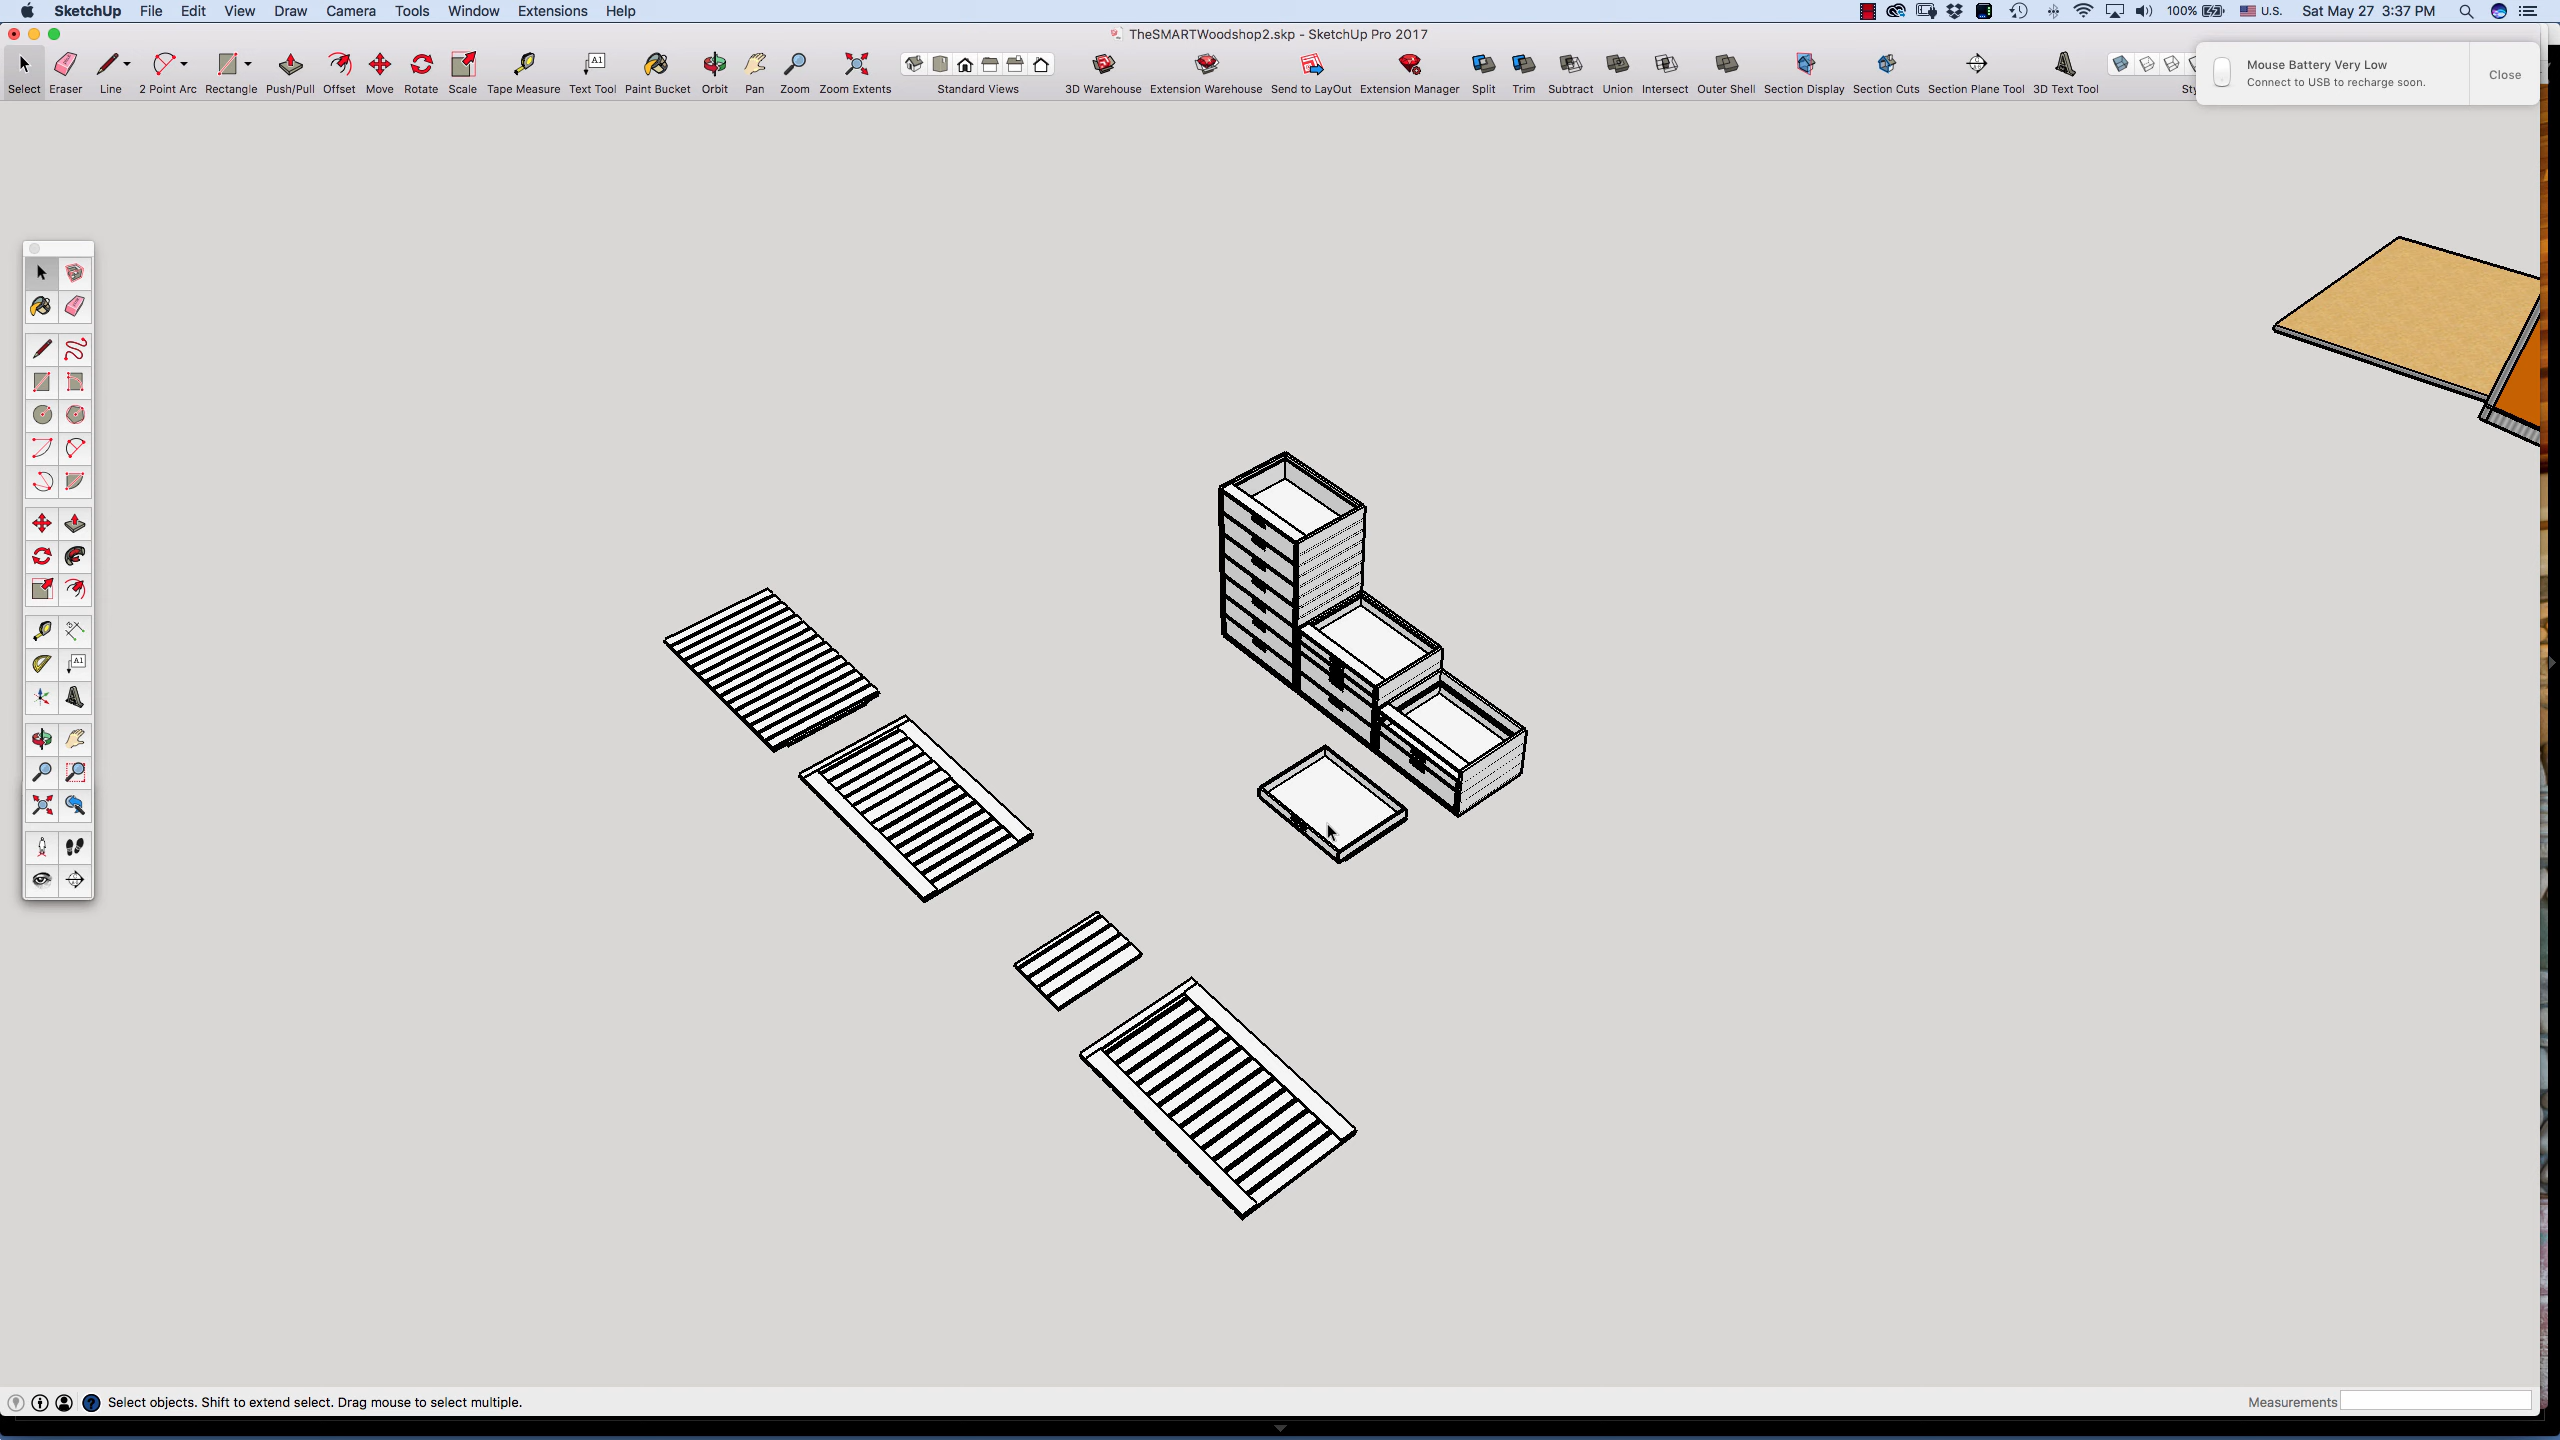 SketchUp File Edit View Draw Camera Tools Window Extensions Help 100% U.S. Sat May 27 3:37 PM
TheSMARTWoodshop2.skp - SketchUp Pro 2017
Select Eraser Line 2 Point Arc Rectangle Push/Pull Offset Move Rotate Scale Tape Measure Text Tool Paint Bucket Orbit Pan Zoom Zoom Extents Standard Views 3D Warehouse Extension Warehouse Send to LayOut Extension Manager Split Trim Subtract Union Intersect Outer Shell Section Display Section Cuts Section Plane Tool 3D Text Tool Sty
Mouse Battery Very Low
Connect to USB to recharge soon.
Close
A1
A1
Select objects. Shift to extend select. Drag mouse to select multiple.
Measurements